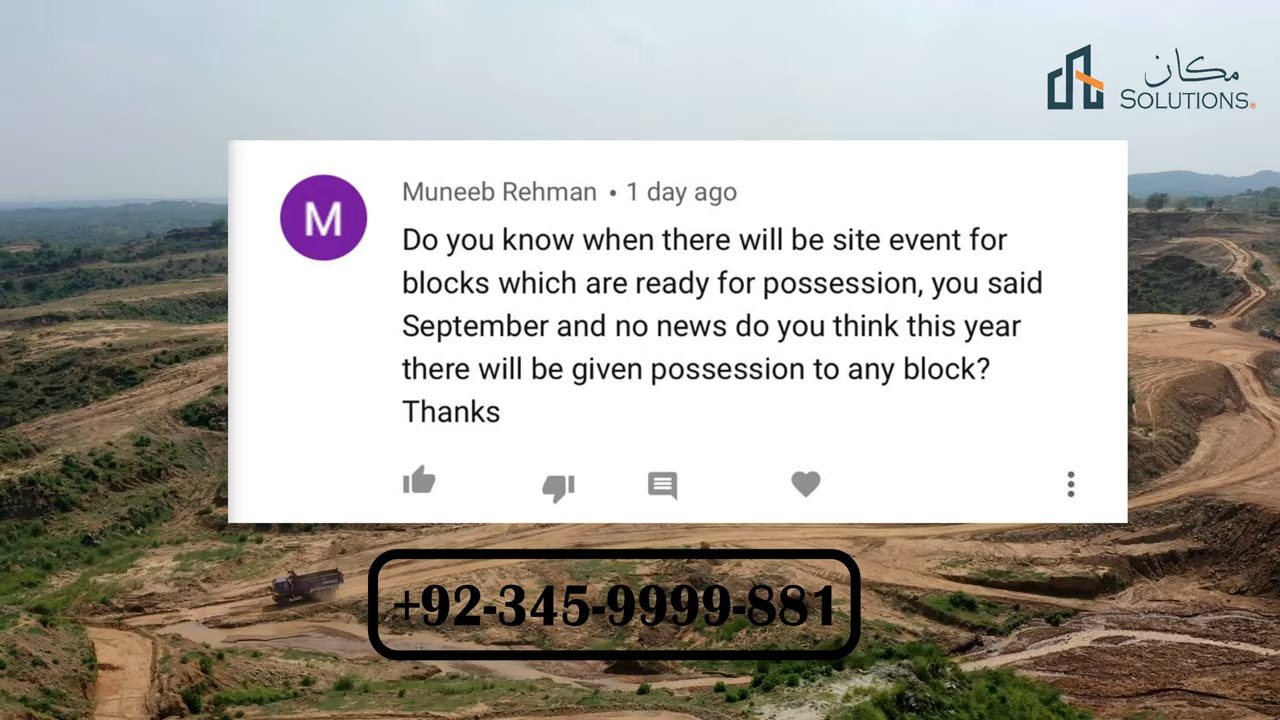 مكان
SOLUTIONS®
M
Muneeb Rehman • 1 day ago
Do you know when there will be site event for
blocks which are ready for possession, you said
September and no news do you think this year
there will be given possession to any block?
Thanks
+92-345-9999-881